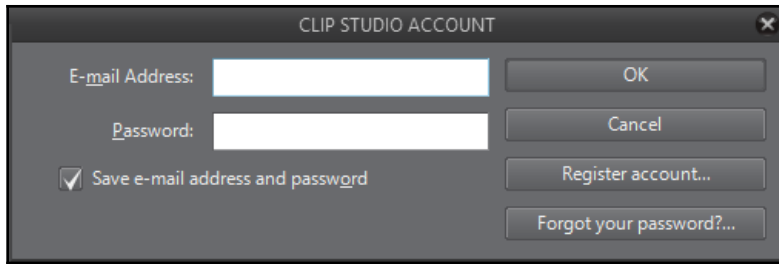 CLIP STUDIO ACCOUNT
E-mail Address:
OK
Password:
Cancel
Save e-mail address and password
Register account...
Forgot your password?...